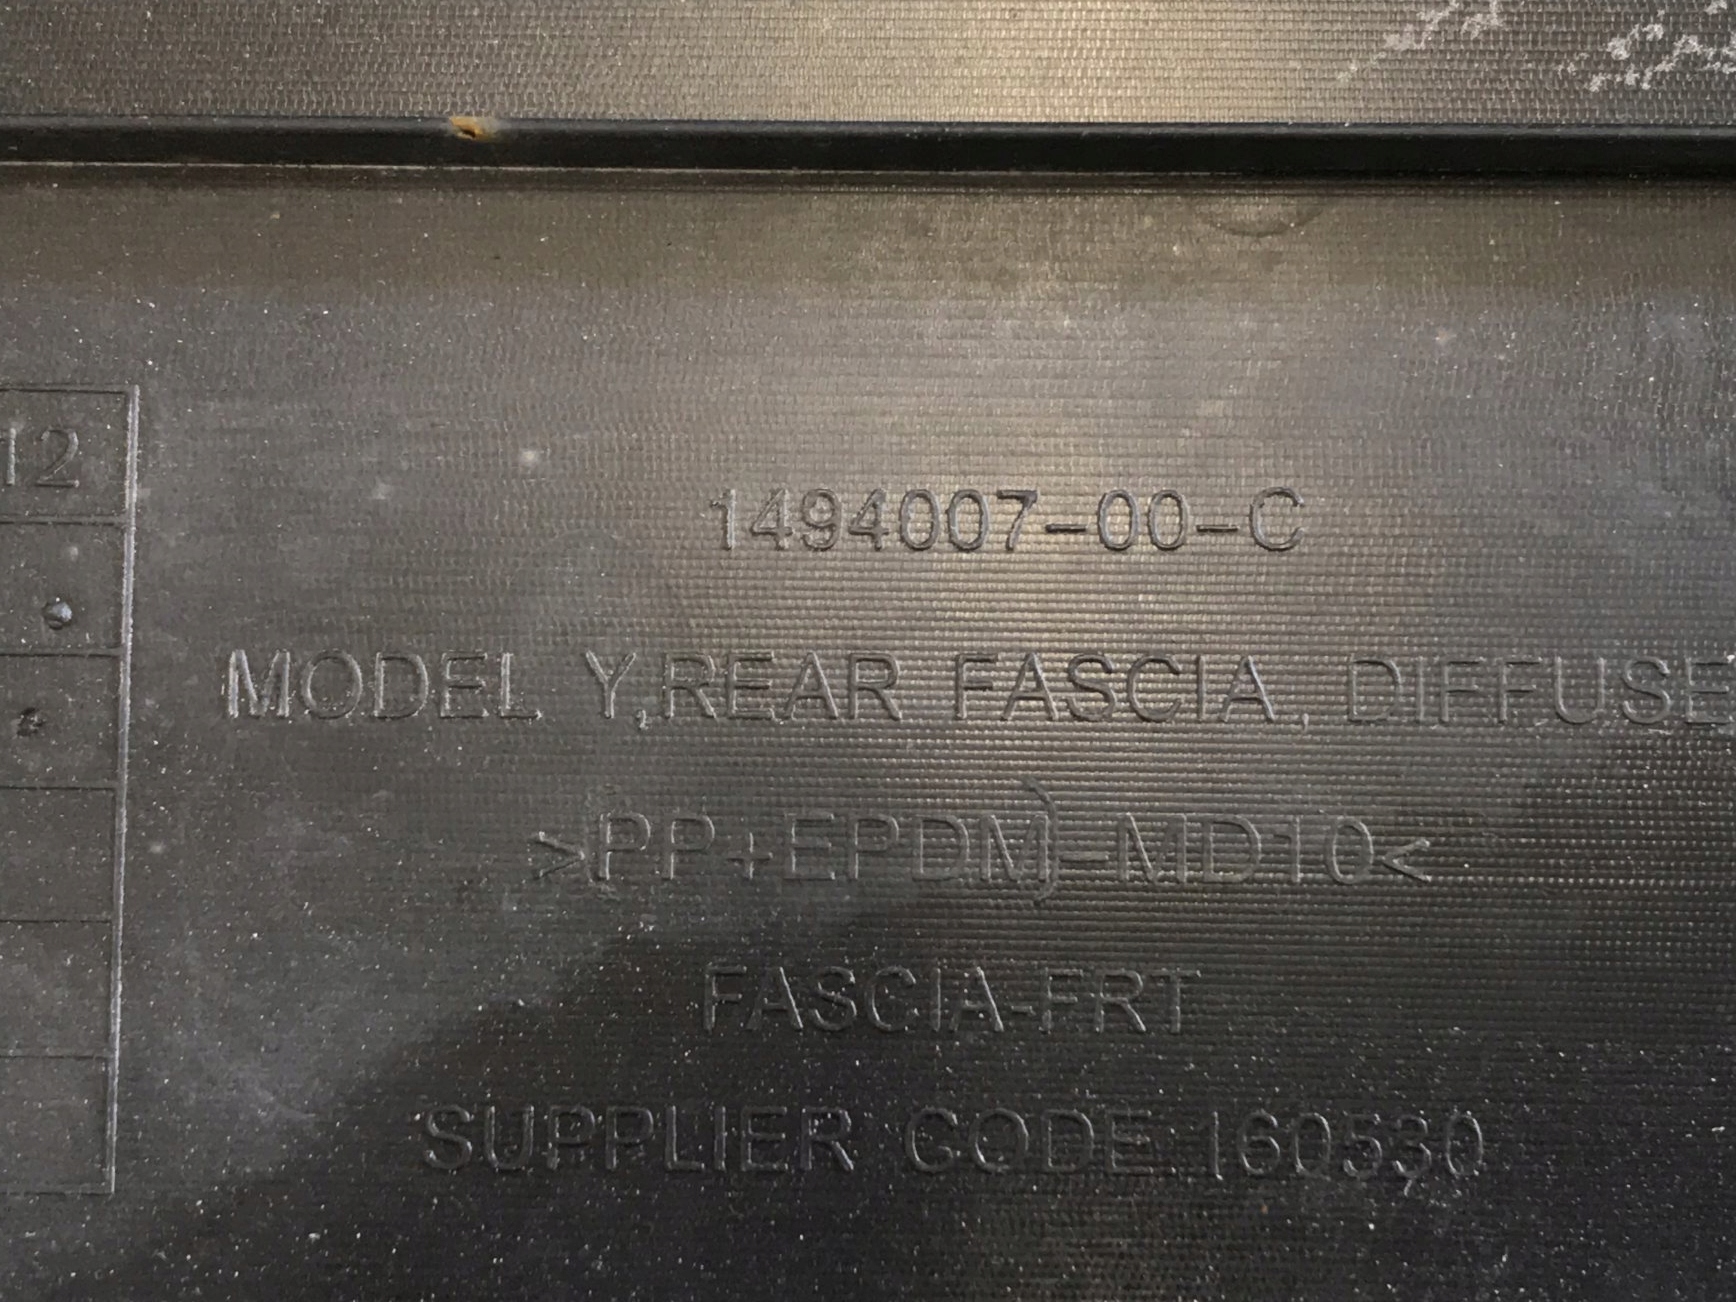 12
1494007-00-C
MODEL Y,REAR FASCIA, DIFFUSE
>(PP+EPDM)-MD10<
FASCIA-FRT
SUPPLIER CODE:160530